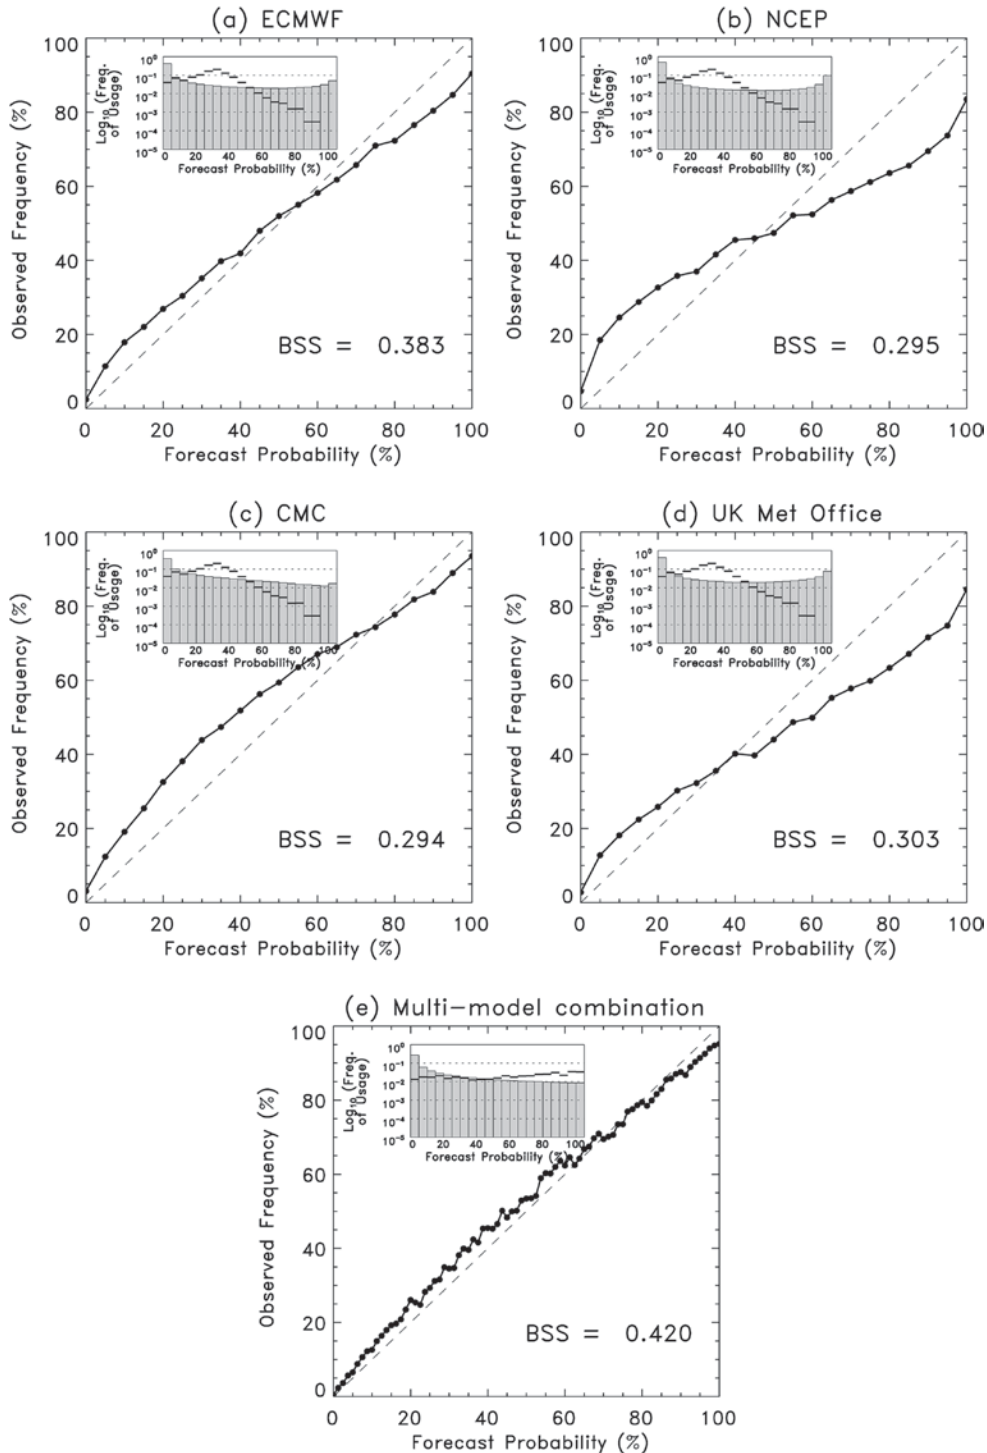 (a) ECMWF
100
80
60
40
20
0
Observed Frequency (%)
10⁰
10⁻¹
10⁻²
10⁻³
10⁻⁴
10⁻⁵
Log₁₀ (Freq.
of Usage)
0 20 40 60 80 100
Forecast Probability (%)
BSS = 0.383
0 20 40 60 80 100
Forecast Probability (%)
(b) NCEP
100
80
60
40
20
0
Observed Frequency (%)
10⁰
10⁻¹
10⁻²
10⁻³
10⁻⁴
10⁻⁵
Log₁₀ (Freq.
of Usage)
0 20 40 60 80 100
Forecast Probability (%)
BSS = 0.295
0 20 40 60 80 100
Forecast Probability (%)
(c) CMC
100
80
60
40
20
0
Observed Frequency (%)
10⁰
10⁻¹
10⁻²
10⁻³
10⁻⁴
10⁻⁵
Log₁₀ (Freq.
of Usage)
0 20 40 60 80 100
Forecast Probability (%)
BSS = 0.294
0 20 40 60 80 100
Forecast Probability (%)
(d) UK Met Office
100
80
60
40
20
0
Observed Frequency (%)
10⁰
10⁻¹
10⁻²
10⁻³
10⁻⁴
10⁻⁵
Log₁₀ (Freq.
of Usage)
0 20 40 60 80 100
Forecast Probability (%)
BSS = 0.303
0 20 40 60 80 100
Forecast Probability (%)
(e) Multi-model combination
100
80
60
40
20
0
Observed Frequency (%)
10⁰
10⁻¹
10⁻²
10⁻³
10⁻⁴
10⁻⁵
Log₁₀ (Freq.
of Usage)
0 20 40 60 80 100
Forecast Probability (%)
BSS = 0.420
0 20 40 60 80 100
Forecast Probability (%)